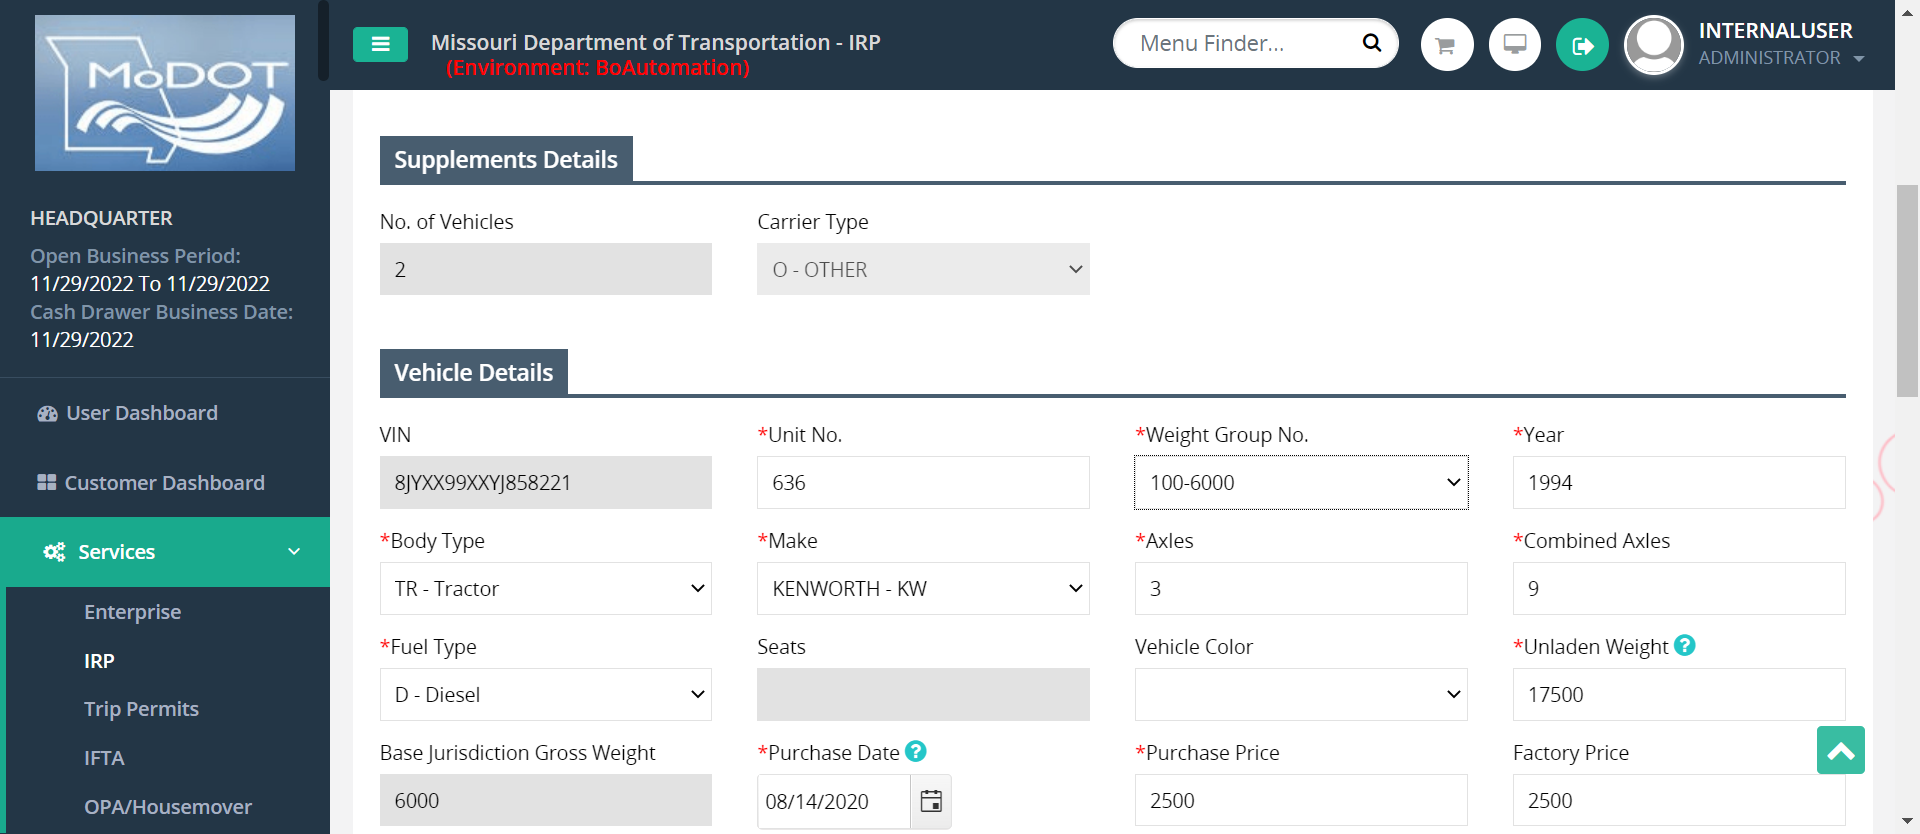 MoDOT
HEADQUARTER
Open Business Period:
11/29/2022 To 11/29/2022
Cash Drawer Business Date:
11/29/2022
User Dashboard
Customer Dashboard
Services
Enterprise
IRP
Trip Permits
IFTA
OPA/Housemover
Missouri Department of Transportation - IRP
(Environment: BoAutomation)
Menu Finder...
INTERNALUSER
ADMINISTRATOR
Supplements Details
No. of Vehicles
Carrier Type
2
O - OTHER
Vehicle Details
VIN
*Unit No.
*Weight Group No.
*Year
8JYXX99XXYJ858221
636
100-6000
1994
*Body Type
*Make
*Axles
*Combined Axles
TR - Tractor
KENWORTH - KW
3
9
*Fuel Type
Seats
Vehicle Color
*Unladen Weight ?
D - Diesel
17500
Base Jurisdiction Gross Weight
*Purchase Date ?
*Purchase Price
Factory Price
6000
08/14/2020
2500
2500